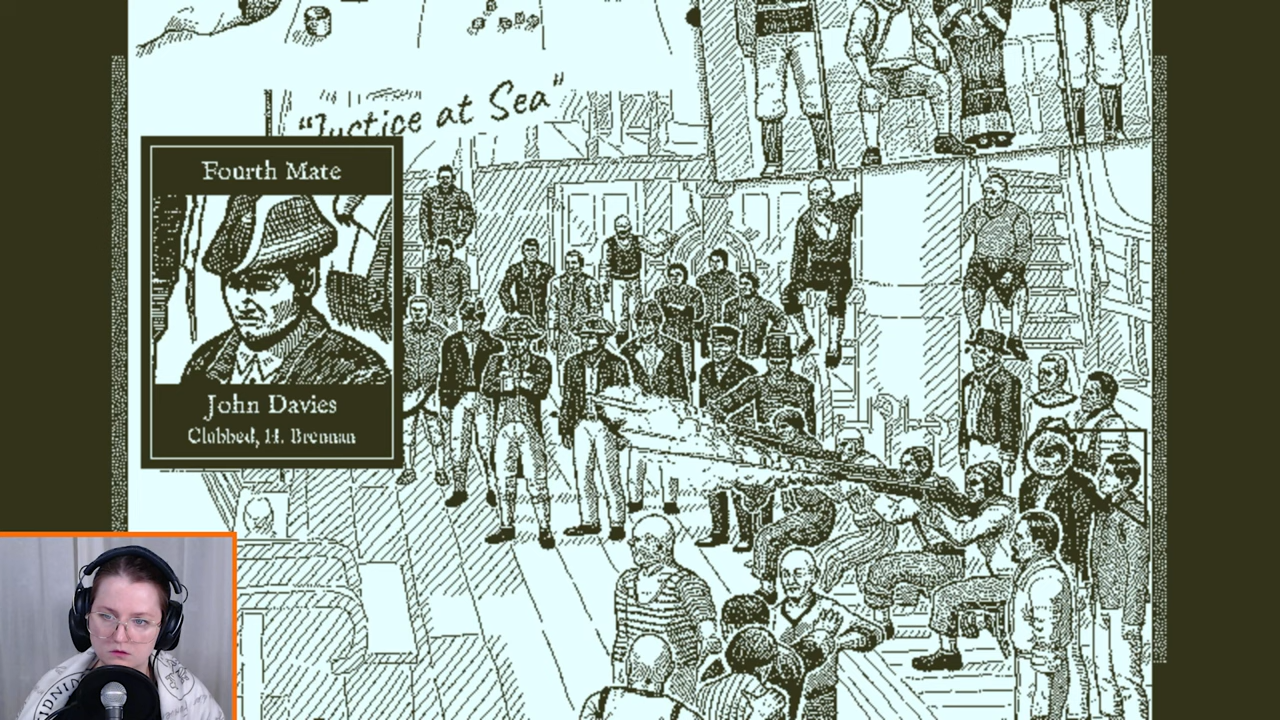 "Justice at Sea"
Fourth Mate
John Davies
Clubbed, H. Brennan